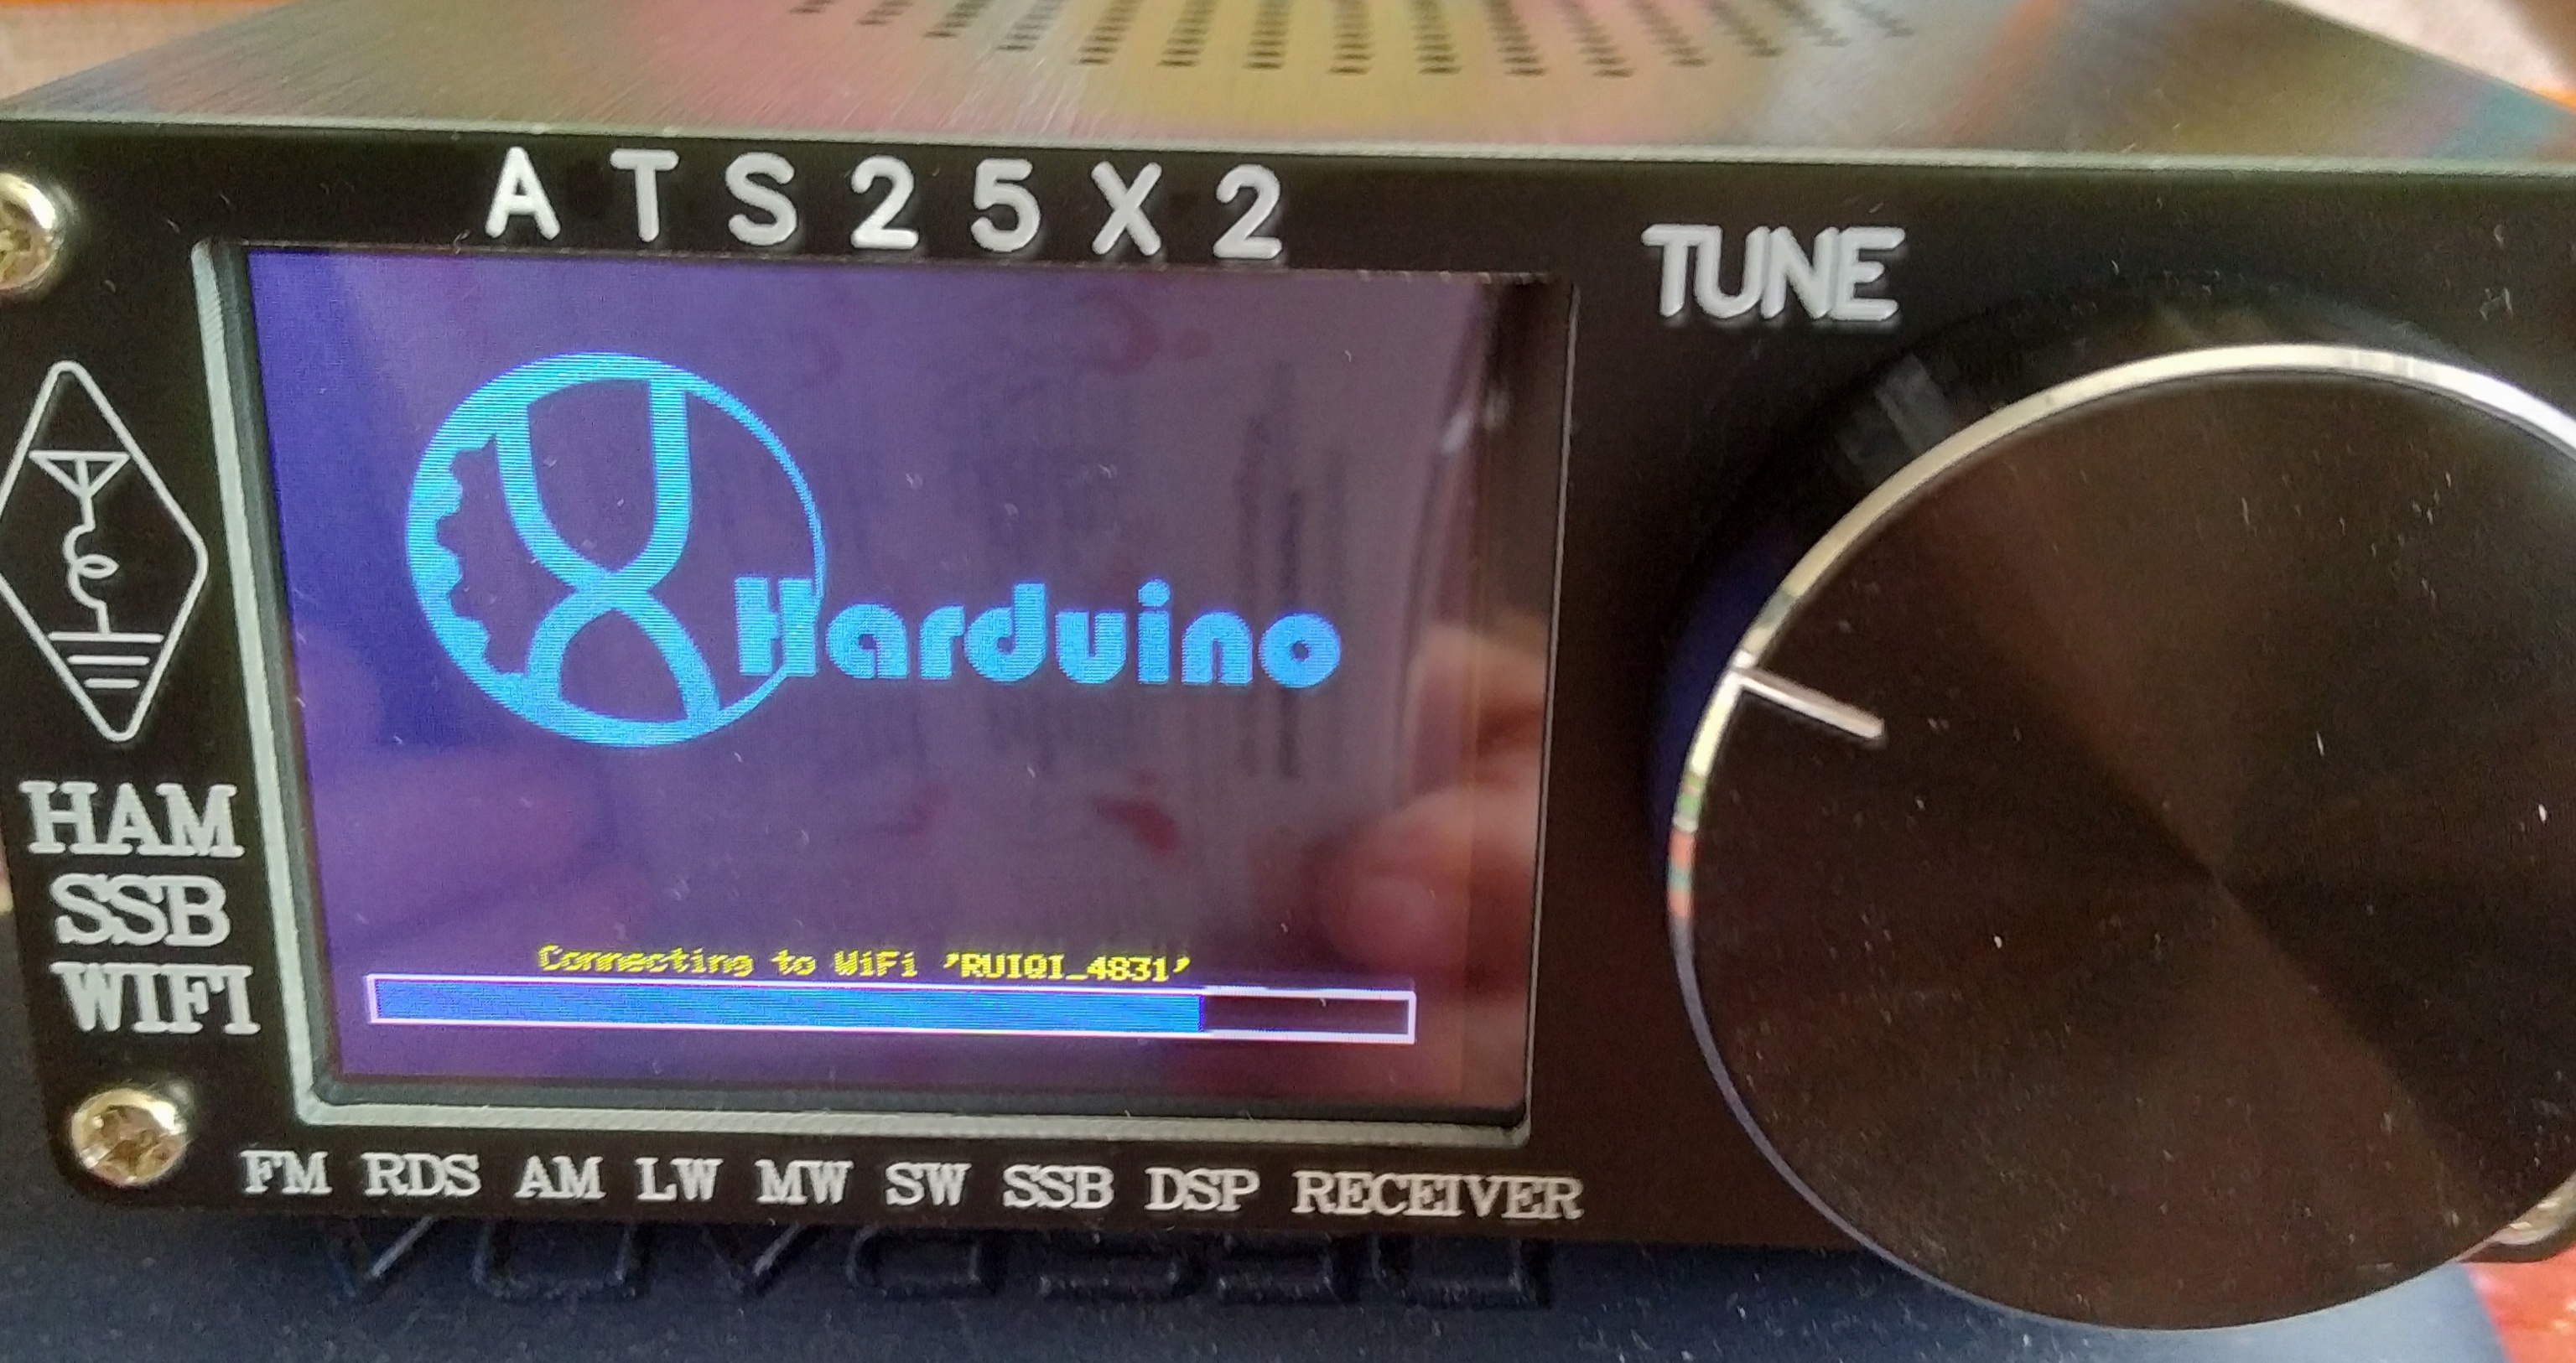 ATS25X2
TUNE
Harduino
HAM
SSB
WIFI
Connecting to WiFi 'RUIQI_4831'
FM RDS AM LW MW SW SSB DSP RECEIVER